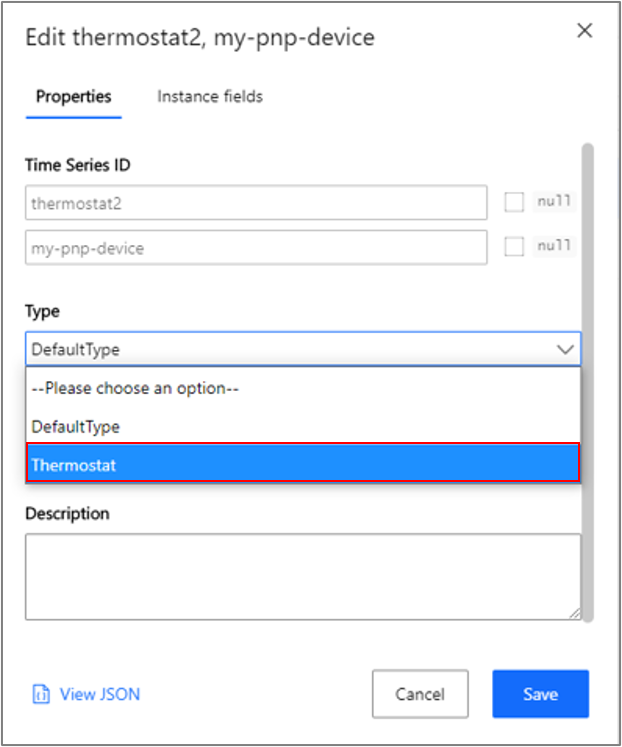 Edit thermostat2, my-pnp-device
Properties Instance fields
Time Series ID
thermostat2 null
my-pnp-device null
Type
DefaultType
--Please choose an option--
DefaultType
Thermostat
Description
View JSON Cancel Save